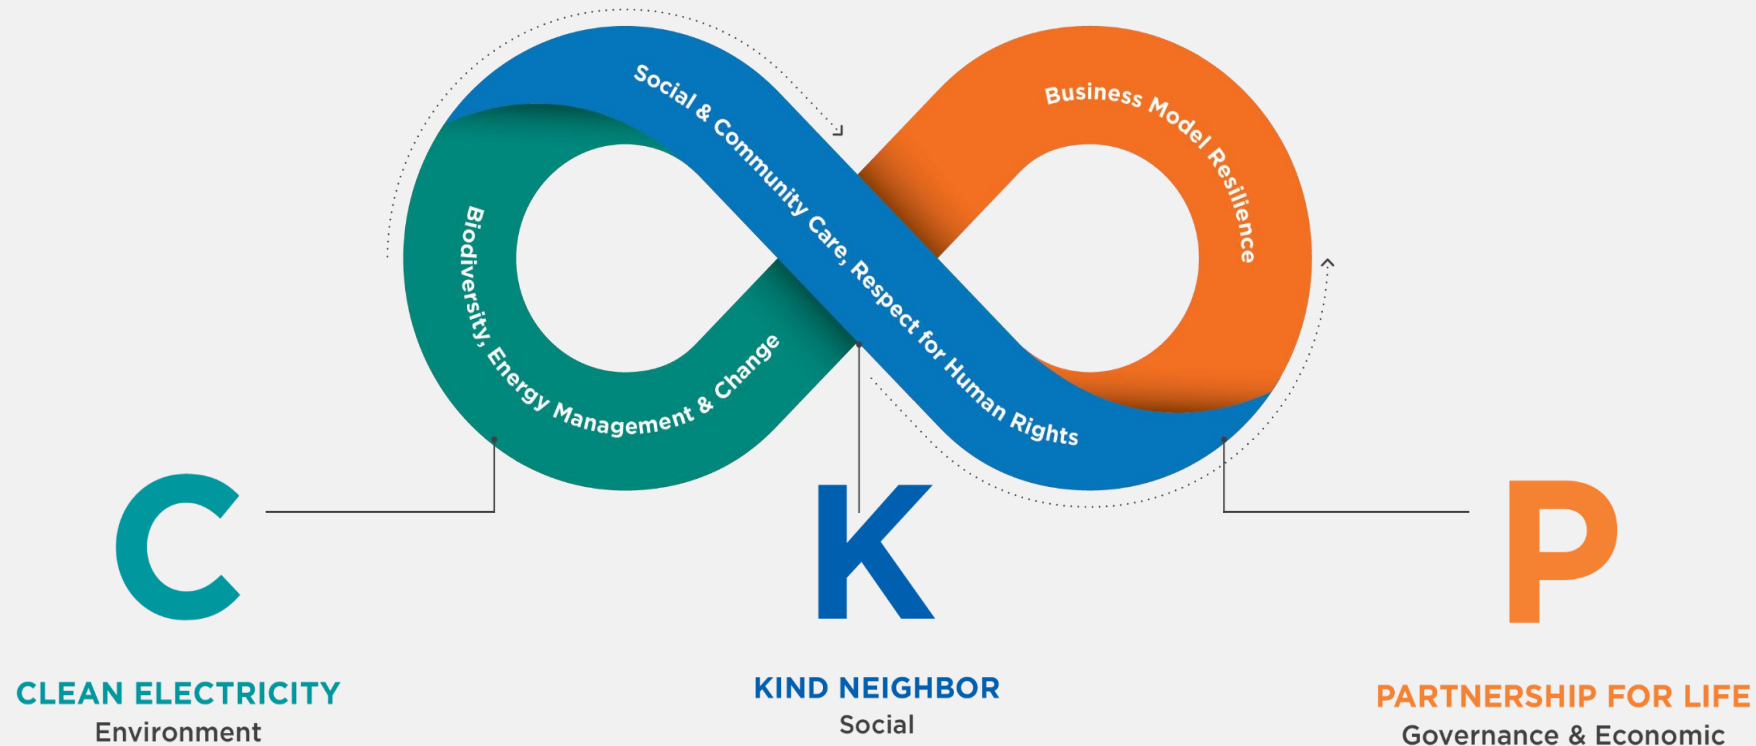 Social & Community Care, Respect for Human Rights
Business Model Resilience
Biodiversity, Energy Management & Change
C
K
P
CLEAN ELECTRICITY
Environment
KIND NEIGHBOR
Social
PARTNERSHIP FOR LIFE
Governance & Economic